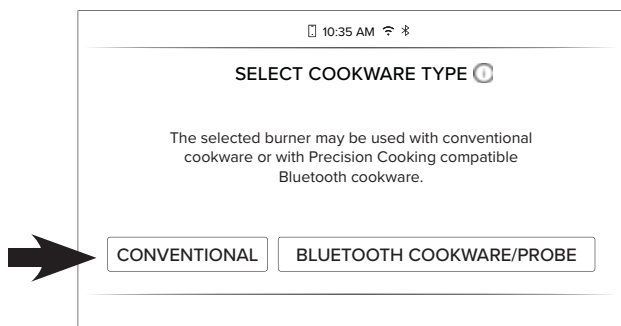 10:35 AM
SELECT COOKWARE TYPE
The selected burner may be used with conventional
cookware or with Precision Cooking compatible
Bluetooth cookware.
CONVENTIONAL BLUETOOTH COOKWARE/PROBE